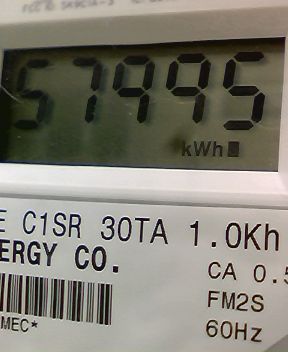 57995
kWh
E C1SR 30TA 1.0Kh
ERGY CO.
CA 0.5
FM2S
MEC*
60Hz